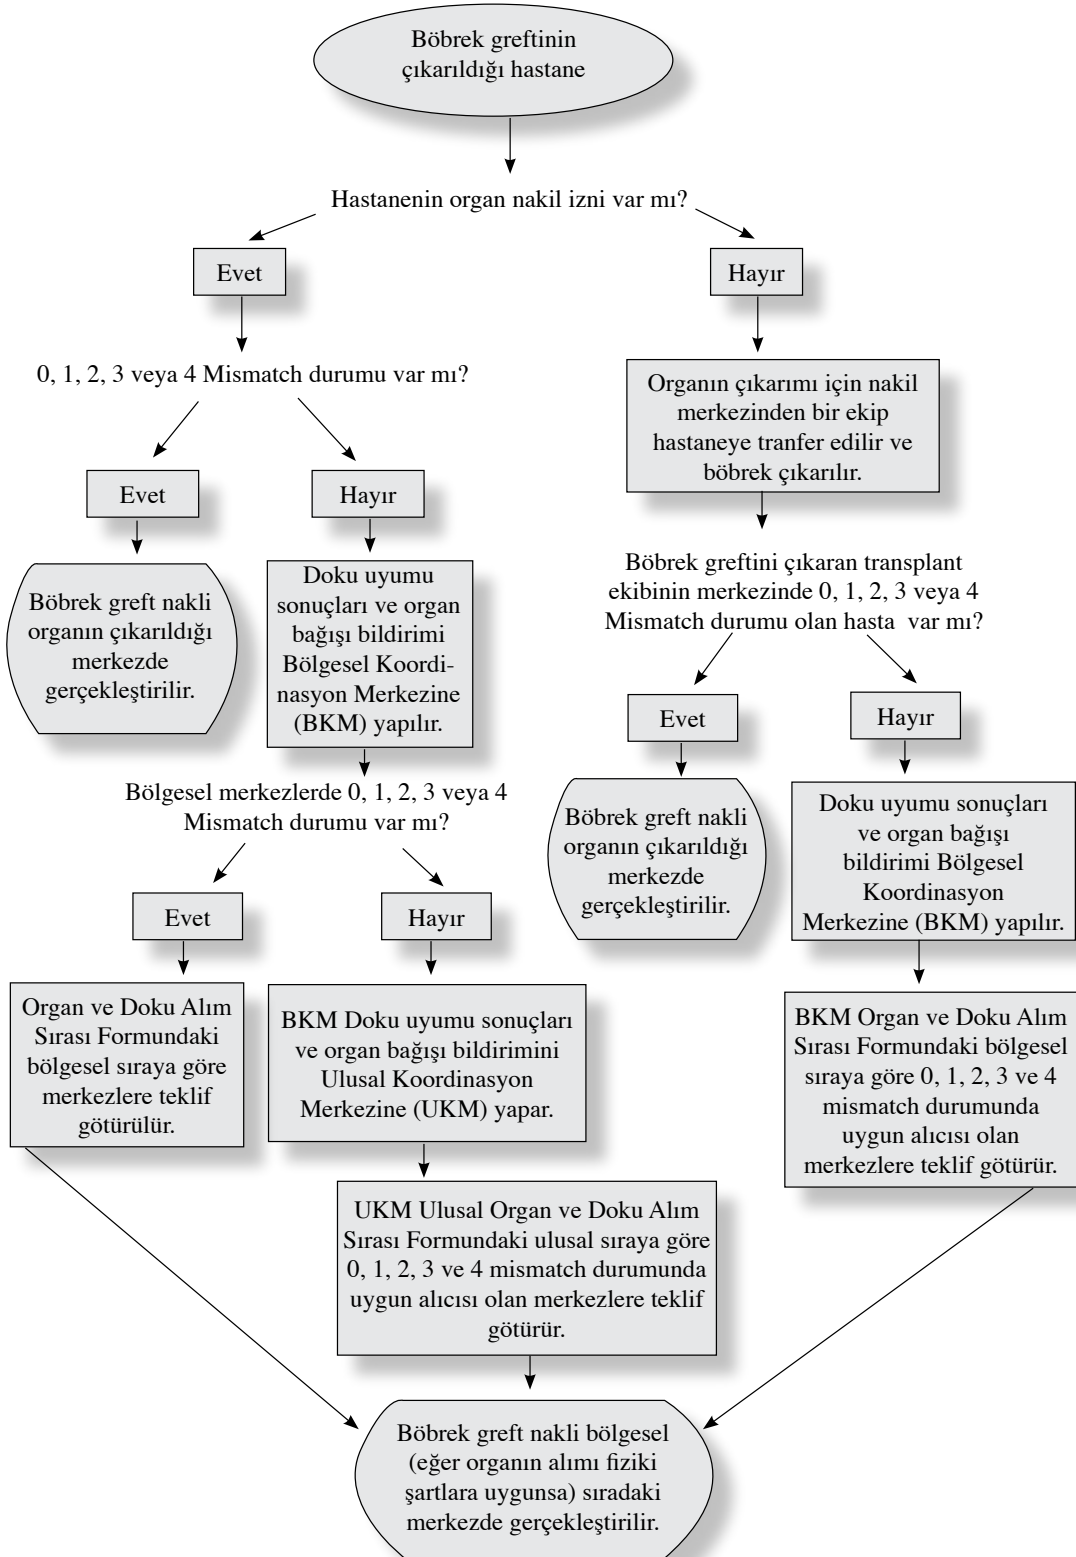 Böbrek greftinin
çıkarıldığı hastane
Hastanenin organ nakil izni var mı?
Evet
Hayır
0, 1, 2, 3 veya 4 Mismatch durumu var mı?
Organın çıkarımı için nakil
merkezinden bir ekip
hastaneye tranfer edilir ve
böbrek çıkarılır.
Evet
Hayır
Böbrek greft nakli
organın çıkarıldığı
merkezde
gerçekleştirilir.
Doku uyumu
sonuçları ve organ
bağışı bildirimi
Bölgesel Koordi-
nasyon Merkezine
(BKM) yapılır.
Böbrek greftini çıkaran transplant
ekibinin merkezinde 0, 1, 2, 3 veya 4
Mismatch durumu olan hasta var mı?
Evet
Hayır
Bölgesel merkezlerde 0, 1, 2, 3 veya 4
Mismatch durumu var mı?
Böbrek greft nakli
organın çıkarıldığı
merkezde
gerçekleştirilir.
Doku uyumu sonuçları
ve organ bağışı
bildirimi Bölgesel
Koordinasyon
Merkezine (BKM) yapılır.
Evet
Hayır
Organ ve Doku Alım
Sırası Formundaki
bölgesel sıraya göre
merkezlere teklif
götürülür.
BKM Doku uyumu sonuçları
ve organ bağışı bildirimini
Ulusal Koordinasyon
Merkezine (UKM) yapar.
BKM Organ ve Doku Alım
Sırası Formundaki bölgesel
sıraya göre 0, 1, 2, 3 ve 4
mismatch durumunda
uygun alıcısı olan
merkezlere teklif götürür.
UKM Ulusal Organ ve Doku Alım
Sırası Formundaki ulusal sıraya göre
0, 1, 2, 3 ve 4 mismatch durumunda
uygun alıcısı olan merkezlere teklif
götürür.
Böbrek greft nakli bölgesel
(eğer organın alımı fiziki
şartlara uygunsa) sıradaki
merkezde gerçekleştirilir.